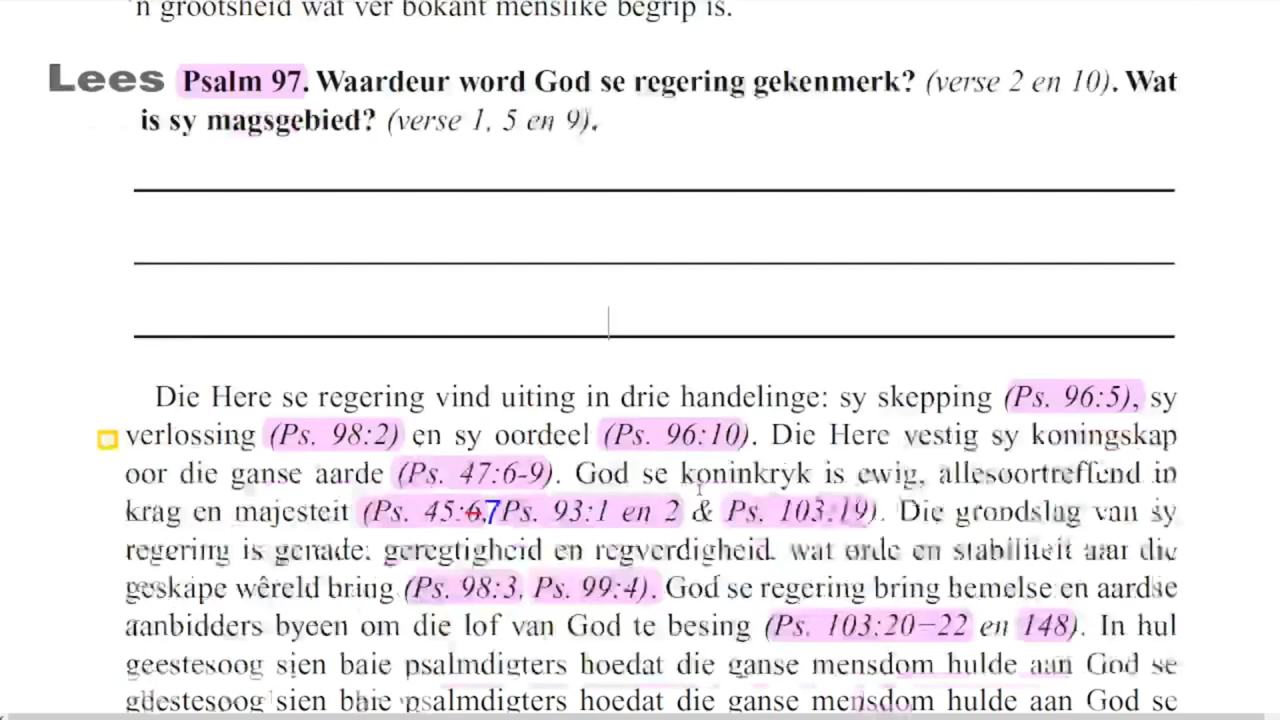 'n grootsheid wat ver bokant menslike begrip is.
Lees Psalm 97. Waardeur word God se regering gekenmerk? (verse 2 en 10). Wat
is sy magsgebied? (verse 1, 5 en 9).
Die Here se regering vind uiting in drie handelinge: sy skepping (Ps. 96:5), sy
verlossing (Ps. 98:2) en sy oordeel (Ps. 96:10). Die Here vestig sy koningskap
oor die ganse aarde (Ps. 47:6-9). God se koninkryk is ewig, allesoortreffend in
krag en majesteit (Ps. 45:6,7 Ps. 93:1 en 2 & Ps. 103:19). Die grondslag van sy
regering is genade, geregtigheid en regverdigheid, wat orde en stabiliteit aan die
geskape wêreld bring (Ps. 98:3, Ps. 99:4). God se regering bring hemelse en aardse
aanbidders byeen om die lof van God te besing (Ps. 103:20–22 en 148). In hul
geestesoog sien baie psalmdigters hoedat die ganse mensdom hulde aan God se
geestesoog sien baie psalmdigters hoedat die ganse mensdom hulde aan God se